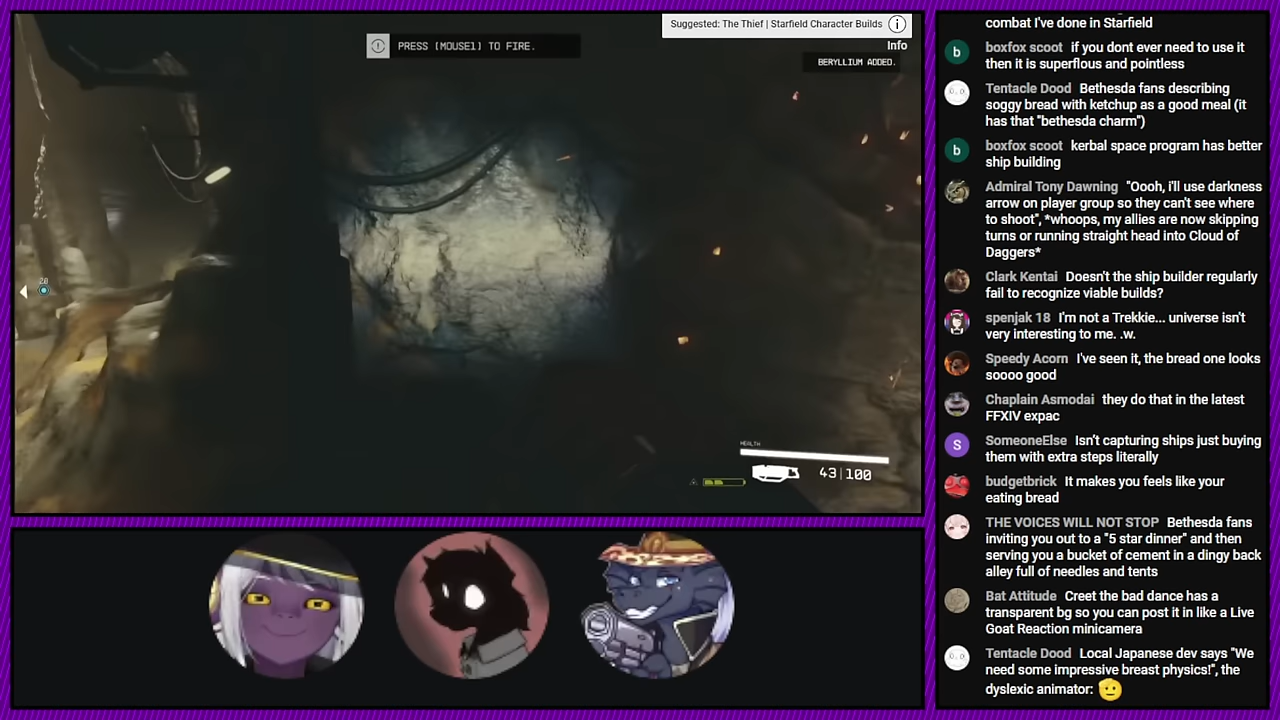 Suggested: The Thief | Starfield Character Builds
Info
PRESS [MOUSE1] TO FIRE.
BERYLLIUM ADDED.
20
HEALTH
43|100
combat I've done in Starfield
b
boxfox scoot if you dont ever need to use it
then it is superflous and pointless
Tentacle Dood Bethesda fans describing
soggy bread with ketchup as a good meal (it
has that "bethesda charm")
b
boxfox scoot kerbal space program has better
ship building
Admiral Tony Dawning "Oooh, i'll use darkness
arrow on player group so they can't see where
to shoot", *whoops, my allies are now skipping
turns or running straight head into Cloud of
Daggers*
Clark Kentai Doesn't the ship builder regularly
fail to recognize viable builds?
spenjak 18 I'm not a Trekkie... universe isn't
very interesting to me. .w.
Speedy Acorn I've seen it, the bread one looks
soooo good
Chaplain Asmodai they do that in the latest
FFXIV expac
S
SomeoneElse Isn't capturing ships just buying
them with extra steps literally
budgetbrick It makes you feels like your
eating bread
THE VOICES WILL NOT STOP Bethesda fans
inviting you out to a "5 star dinner" and then
serving you a bucket of cement in a dingy back
alley full of needles and tents
Bat Attitude Creet the bad dance has a
transparent bg so you can post it in like a Live
Goat Reaction minicamera
Tentacle Dood Local Japanese dev says "We
need some impressive breast physics!", the
dyslexic animator: